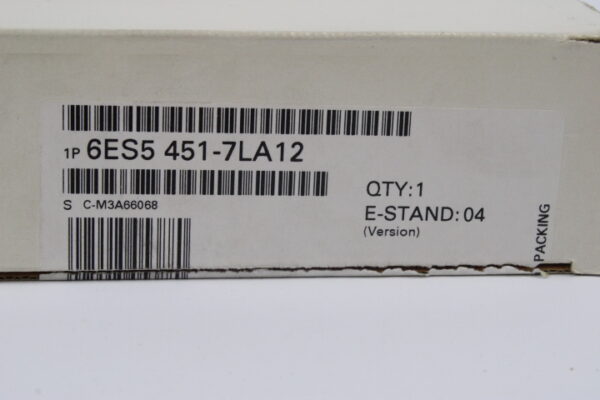 1P 6ES5 451-7LA12
S C-M3A66068
QTY: 1
E-STAND: 04
(Version)
PACKING